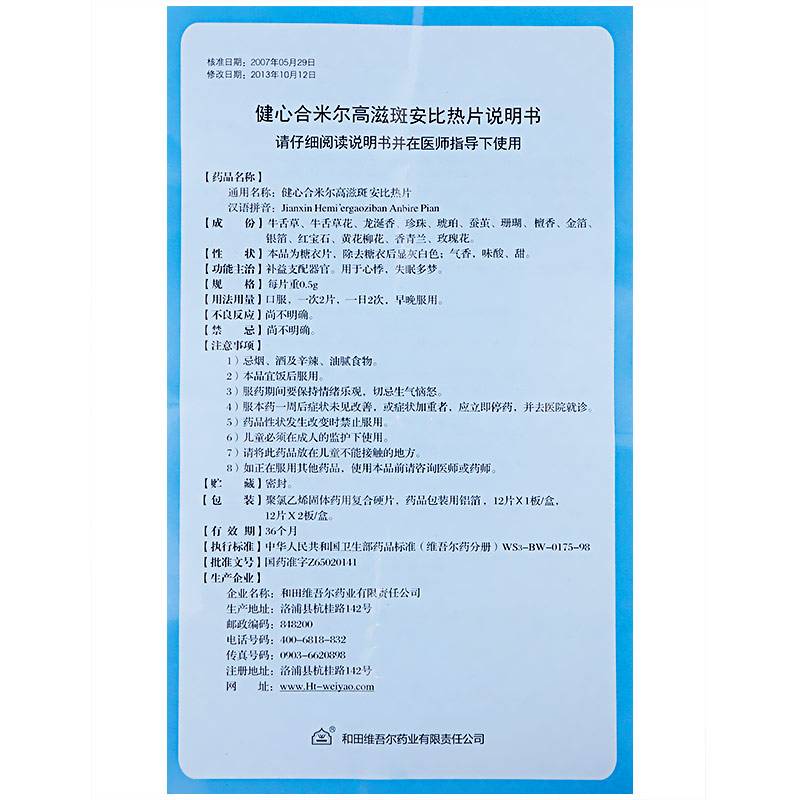 核准日期：2007年05月29日
修改日期：2013年10月12日
健心合米尔高滋斑安比热片说明书
请仔细阅读说明书并在医师指导下使用
【药品名称】
通用名称：健心合米尔高滋斑安比热片
汉语拼音：Jianxin Hemi'ergaoziban Anbire Pian
【成　　份】牛舌草、牛舌草花、龙涎香、珍珠、琥珀、蚕茧、珊瑚、檀香、金箔、
银箔、红宝石、黄花柳花、香青兰、玫瑰花。
【性　　状】本品为糖衣片，除去糖衣后显灰白色；气香，味酸、甜。
【功能主治】补益支配器官。用于心悸，失眠多梦。
【规　　格】每片重0.5g
【用法用量】口服，一次2片，一日2次，早晚服用。
【不良反应】尚不明确。
【禁　　忌】尚不明确。
【注意事项】
1）忌烟、酒及辛辣、油腻食物。
2）本品宜饭后服用。
3）服药期间要保持情绪乐观，切忌生气恼怒。
4）服本药一周后症状未见改善，或症状加重者，应立即停药，并去医院就诊。
5）药品性状发生改变时禁止服用。
6）儿童必须在成人的监护下使用。
7）请将此药品放在儿童不能接触的地方。
8）如正在服用其他药品，使用本品前请咨询医师或药师。
【贮　　藏】密封。
【包　　装】聚氯乙烯固体药用复合硬片，药品包装用铝箔，12片X1板/盒，
12片X2板/盒。
【有 效 期】36个月
【执行标准】中华人民共和国卫生部药品标准（维吾尔药分册）WS3-BW-0175-98
【批准文号】国药准字Z65020141
【生产企业】
企业名称：和田维吾尔药业有限责任公司
生产地址：洛浦县杭桂路142号
邮政编码：848200
电话号码：400-6818-832
传真号码：0903-6620898
注册地址：洛浦县杭桂路142号
网　　址：www.Ht-weiyao.com
® 和田维吾尔药业有限责任公司